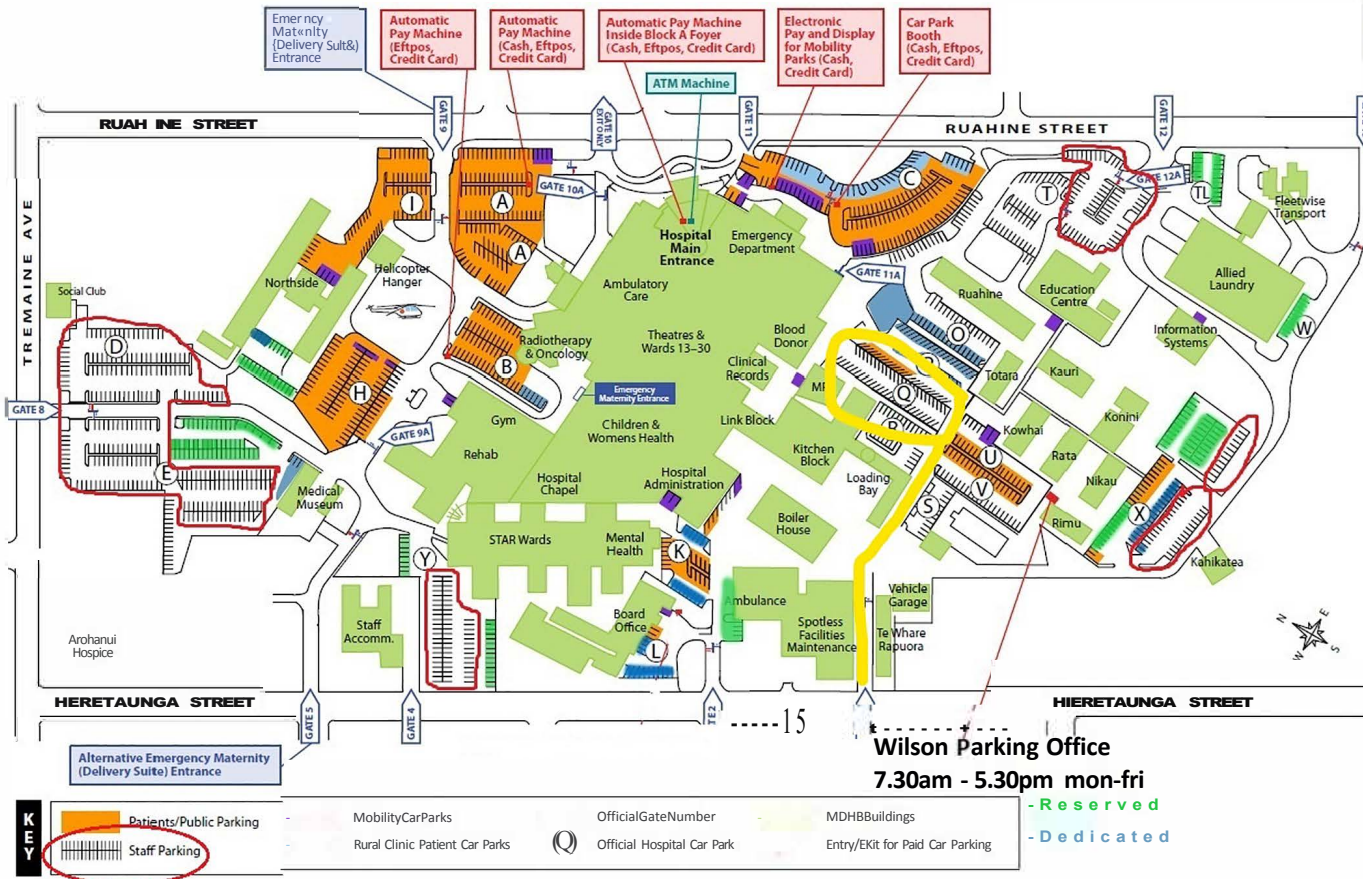 Emer ncy
Mat«nlty
{Delivery Sult&)
Entrance
Automatic
Pay Machine
(Eftpos,
Credit Card)
Automatic
Pay Machine
(Cash, Eftpos,
Credit Card)
Automatic Pay Machine
Inside Block A Foyer
(Cash, Eftpos, Credit Card)
ATM Machine
Electronic
Pay and Display
for Mobility
Parks (Cash,
Credit Card)
Car Park
Booth
(Cash, Eftpos,
Credit Card)
RUAH INE STREET
GATE 9
GATE 10
EXIT ONLY
GATE 11
RUAHINE STREET
GATE 12
TREMAINE AVE
GATE 10A
GATE 12A
I
A
A
C
T
TL
Fleetwise
Transport
Hospital
Main
Entrance
Emergency
Department
GATE 11A
Northside
Helicopter
Hanger
Ambulatory
Care
Ruahine
Education
Centre
Allied
Laundry
Social Club
D
Radiotherapy
& Oncology
Theatres &
Wards 13–30
Blood
Donor
O
Information
Systems
W
B
H
Clinical
Records
Totara
Kauri
GATE 8
Emergency
Maternity Entrance
Q
Gym
GATE 9A
Children &
Womens Health
Link Block
Konini
Kowhai
Rehab
Kitchen
Block
U
Rata
E
Hospital
Chapel
Hospital
Administration
Loading
Bay
V
Nikau
Medical
Museum
S
Boiler
House
Rimu
X
STAR Wards
Mental
Health
K
Kahikatea
Y
Staff
Accomm.
Board
Office
Ambulance
Vehicle
Garage
Spotless
Facilities
Maintenance
Te Whare
Rapuora
L
Arohanui
Hospice
N
E
S
W
HERETAUNGA STREET
HIERETAUNGA STREET
GATE 5
GATE 4
-----15
Wilson Parking Office
7.30am - 5.30pm mon-fri
Alternative Emergency Maternity
(Delivery Suite) Entrance
KEY
Patients/Public Parking
Staff Parking
MobilityCarParks
Rural Clinic Patient Car Parks
OfficialGateNumber
(Q) Official Hospital Car Park
MDHBBuildings
Entry/EKit for Paid Car Parking
-Reserved
-Dedicated